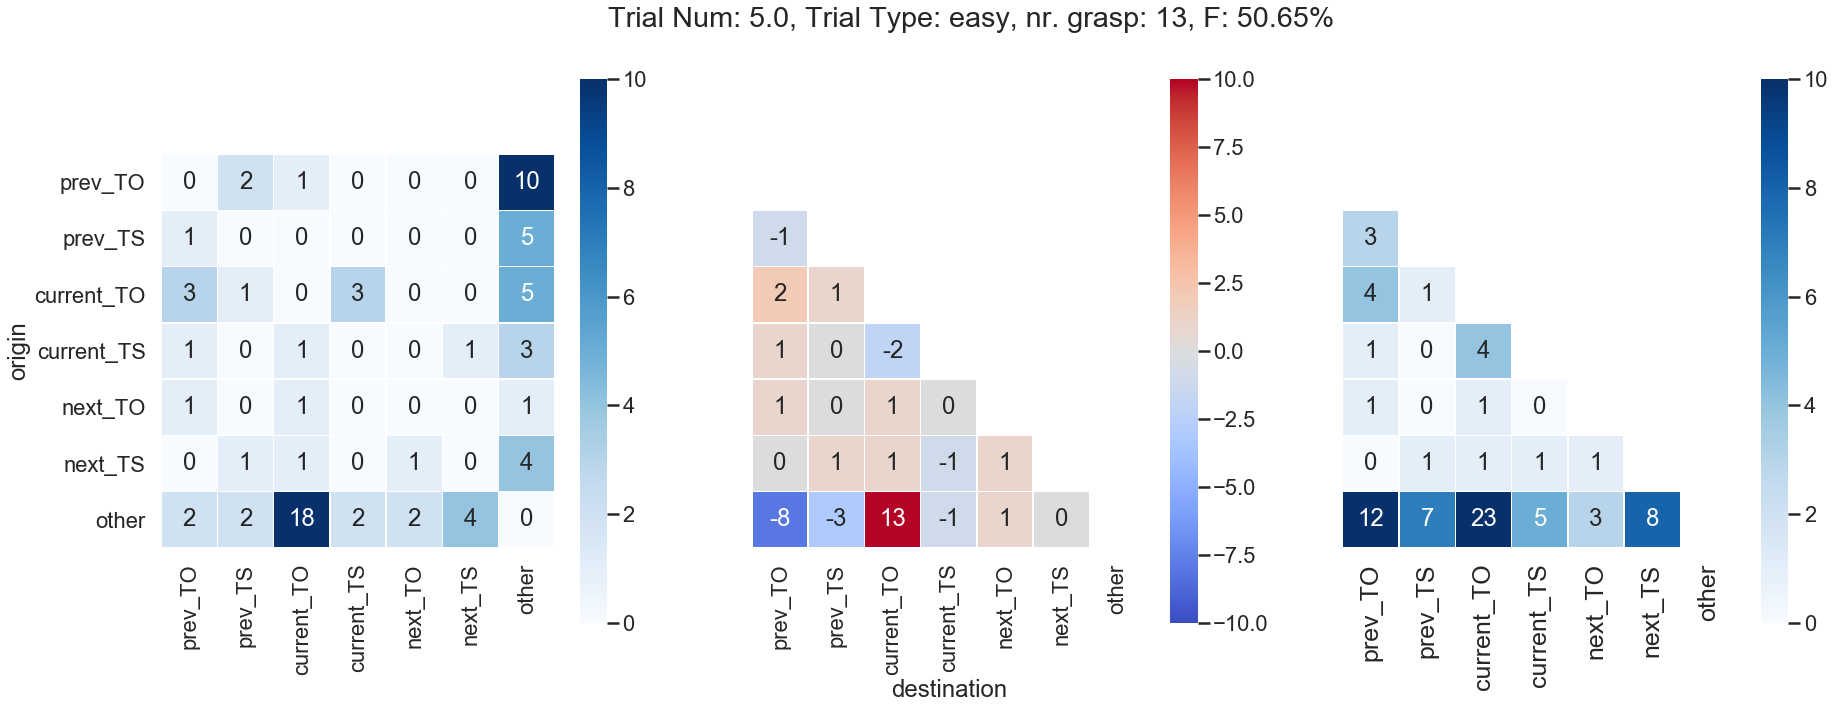 Trial Num: 5.0, Trial Type: easy, nr. grasp: 13, F: 50.65%
origin
prev_TO 0 2 1 0 0 0 10
prev_TS 1 0 0 0 0 0 5
current_TO 3 1 0 3 0 0 5
current_TS 1 0 1 0 0 1 3
next_TO 1 0 1 0 0 0 1
next_TS 0 1 1 0 1 0 4
other 2 2 18 2 2 4 0
prev_TO prev_TS current_TO current_TS next_TO next_TS other
10
8
6
4
2
0
-1
2 1
1 0 -2
1 0 1 0
0 1 1 -1 1
-8 -3 13 -1 1 0
prev_TO prev_TS current_TO current_TS next_TO next_TS other
destination
10.0
7.5
5.0
2.5
0.0
−2.5
−5.0
−7.5
−10.0
3
4 1
1 0 4
1 0 1 0
0 1 1 1 1
12 7 23 5 3 8
prev_TO prev_TS current_TO current_TS next_TO next_TS other
10
8
6
4
2
0